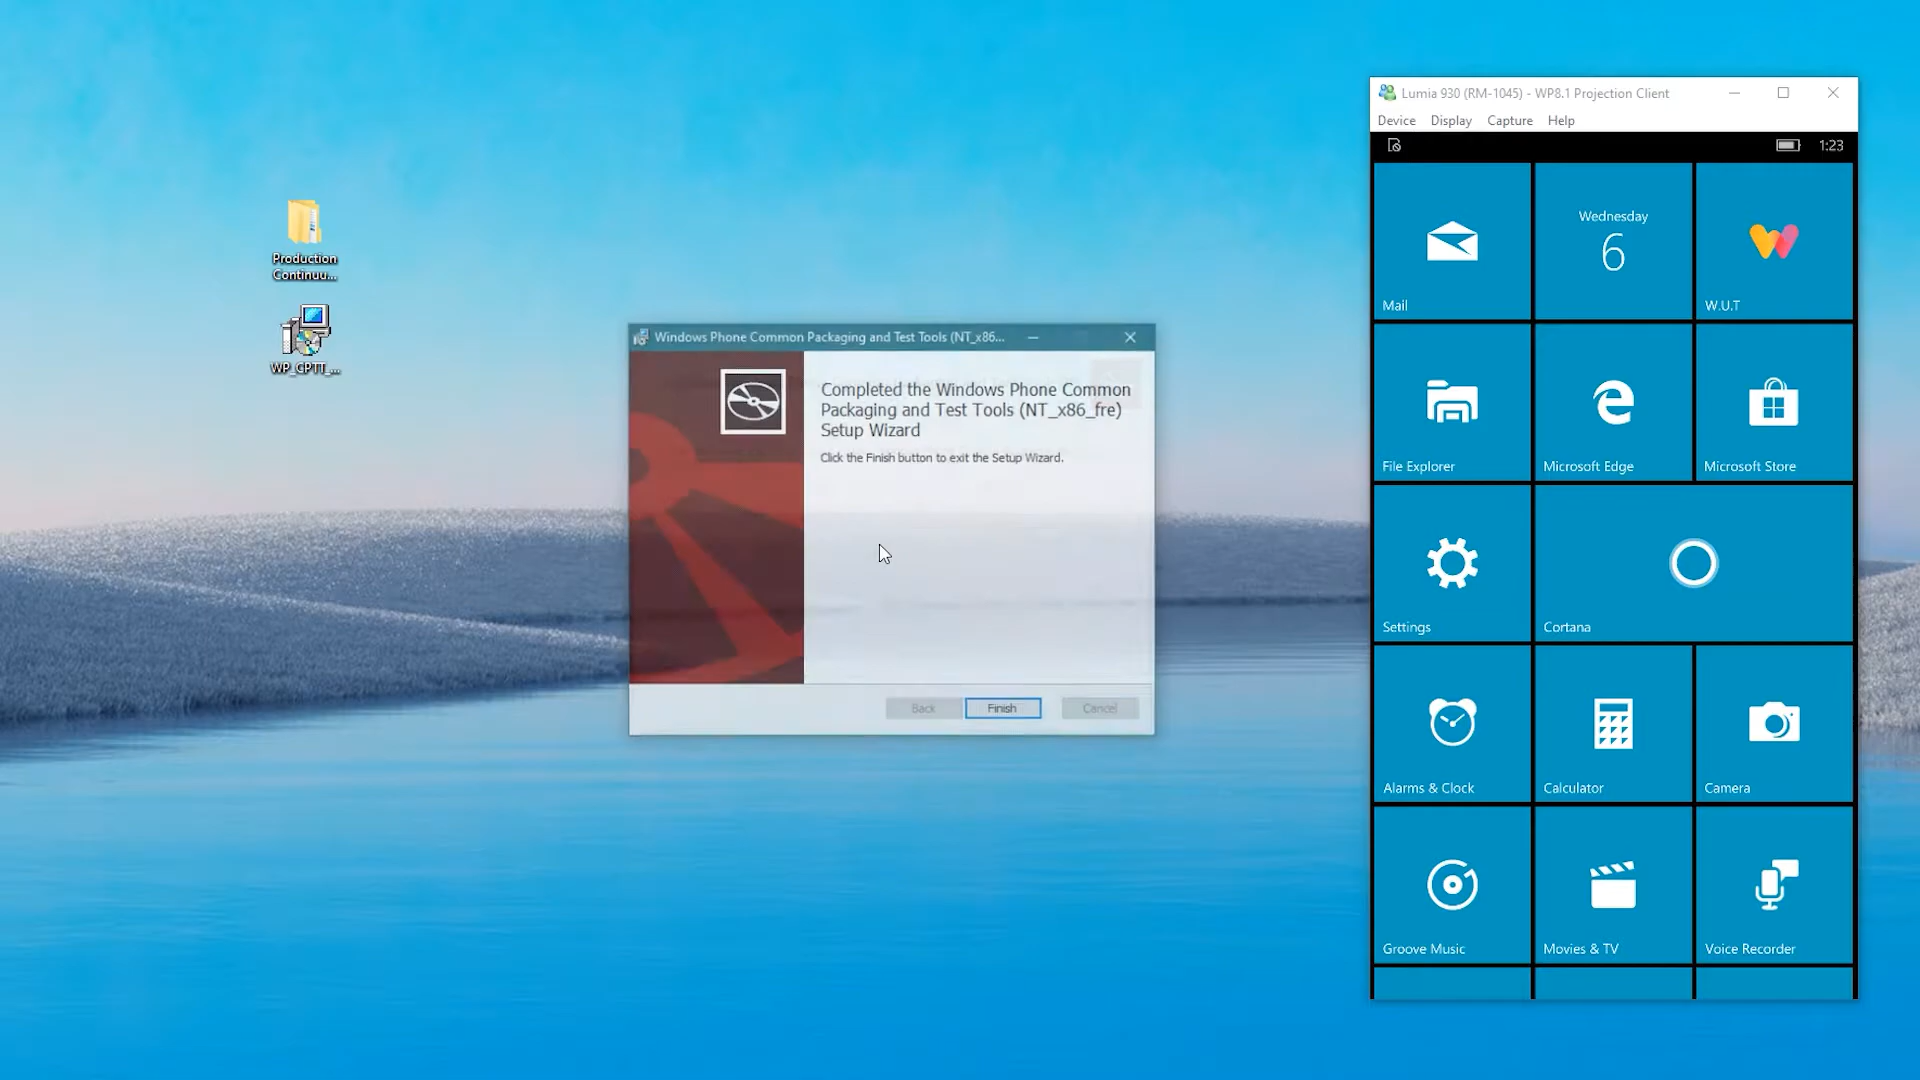 Production
Continuu...
WP_CPTT_...
Windows Phone Common Packaging and Test Tools (NT_x86...
Completed the Windows Phone Common
Packaging and Test Tools (NT_x86_fre)
Setup Wizard
Click the Finish button to exit the Setup Wizard.
Back
Finish
Cancel
Lumia 930 (RM-1045) - WP8.1 Projection Client
Device Display Capture Help
1:23
Mail
Wednesday
6
W.U.T
File Explorer
Microsoft Edge
Microsoft Store
Settings
Cortana
Alarms & Clock
Calculator
Camera
Groove Music
Movies & TV
Voice Recorder